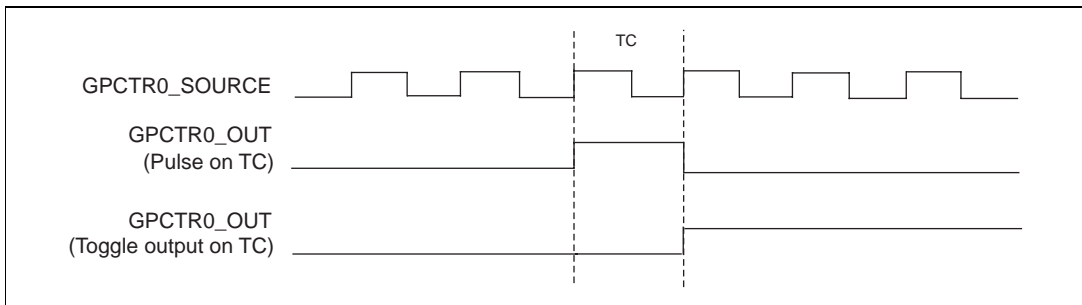 TC
GPCTR0_SOURCE
GPCTR0_OUT
(Pulse on TC)
GPCTR0_OUT
(Toggle output on TC)